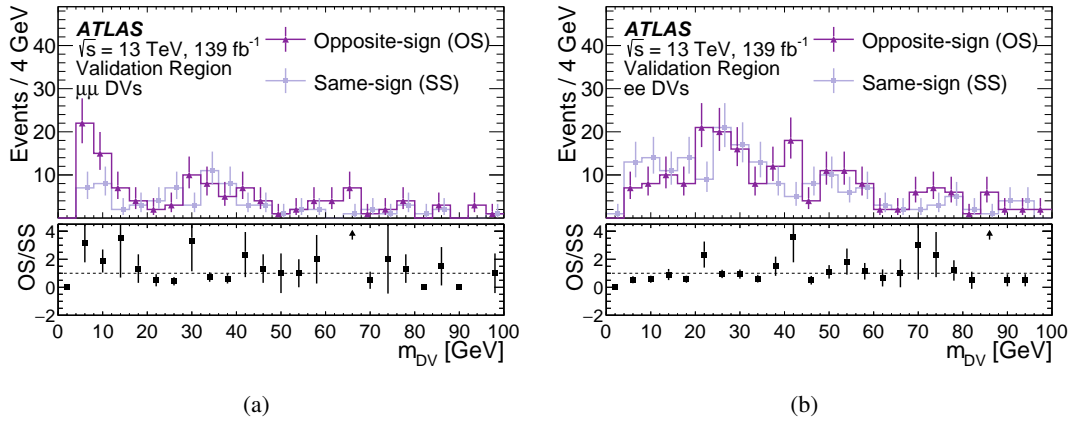 ATLAS
√s = 13 TeV, 139 fb⁻¹
Validation Region
μμ DVs
Opposite-sign (OS)
Same-sign (SS)
Events / 4 GeV
40
30
20
10
OS/SS
4
2
0
−2
0 10 20 30 40 50 60 70 80 90 100
m_DV [GeV]
(a)
ATLAS
√s = 13 TeV, 139 fb⁻¹
Validation Region
ee DVs
Opposite-sign (OS)
Same-sign (SS)
Events / 4 GeV
40
30
20
10
OS/SS
4
2
0
−2
0 10 20 30 40 50 60 70 80 90 100
m_DV [GeV]
(b)